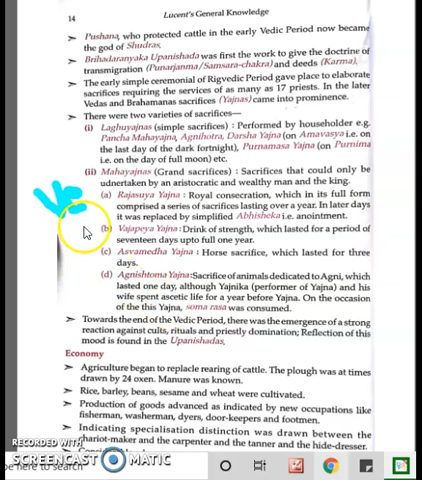 14
Lucent's General Knowledge
➤ Pushana, who protected cattle in the early Vedic Period now became
the god of Shudras.
➤ Brihadaranyaka Upanishada was first the work to give the doctrine of
transmigration (Punarjanma/Samsara-chakra) and deeds (Karma).
➤ The early simple ceremonial of Rigvedic Period gave place to elaborate
sacrifices requiring the services of as many as 17 priests. In the later
Vedas and Brahamanas sacrifices (Yajnas) came into prominence.
➤ There were two varieties of sacrifices—
(i) Laghuyajnas (simple sacrifices) : Performed by householder e.g.
Pancha Mahayajna, Agnihotra, Darsha Yajna (on Amavasya i.e. on
the last day of the dark fortnight), Purnamasa Yajna (on Purnima
i.e. on the day of full moon) etc.
(ii) Mahayajnas (Grand sacrifices) : Sacrifices that could only be
udnertaken by an aristocratic and wealthy man and the king.
(a) Rajasuya Yajna : Royal consecration, which in its full form
comprised a series of sacrifices lasting over a year. In later days
it was replaced by simplified Abhisheka i.e. anointment.
(b) Vajapeya Yajna : Drink of strength, which lasted for a period of
seventeen days upto full one year.
(c) Asvamedha Yajna : Horse sacrifice, which lasted for three
days.
(d) Agnishtoma Yajna : Sacrifice of animals dedicated to Agni, which
lasted one day, although Yajnika (performer of Yajna) and his
wife spent ascetic life for a year before Yajna. On the occasion
of the this Yajna, soma rasa was consumed.
➤ Towards the end of the Vedic Period, there was the emergence of a strong
reaction against cults, rituals and priestly domination; Reflection of this
mood is found in the Upanishadas.
Economy
➤ Agriculture began to replache rearing of cattle. The plough was at times
drawn by 24 oxen. Manure was known.
➤ Rice, barley, beans, sesame and wheat were cultivated.
➤ Production of goods advanced as indicated by new occupations like
fisherman, washerman, dyers, door-keepers and footmen.
➤ Indicating specialisation distinction was drawn between the
chariot-maker and the carpenter and the tanner and the hide-dresser.
RECORDED WITH
SCREENCAST MATIC
pe here to search